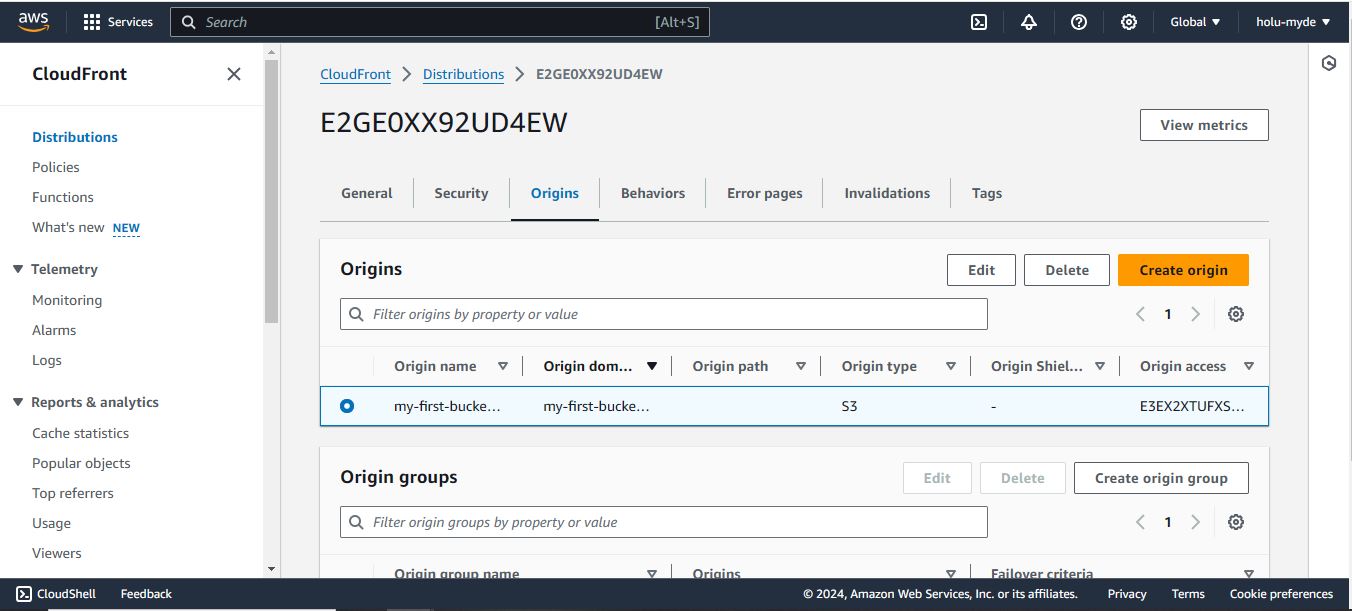 aws Services Search [Alt+S] Global holu-myde
CloudFront
Distributions
Policies
Functions
What's new NEW
Telemetry
Monitoring
Alarms
Logs
Reports & analytics
Cache statistics
Popular objects
Top referrers
Usage
Viewers
CloudFront Distributions E2GE0XX92UD4EW
E2GE0XX92UD4EW
View metrics
General Security Origins Behaviors Error pages Invalidations Tags
Origins
Edit Delete Create origin
Filter origins by property or value
1
Origin name Origin dom... Origin path Origin type Origin Shiel... Origin access
my-first-bucke... my-first-bucke... S3 - E3EX2XTUFXS...
Origin groups
Edit Delete Create origin group
Filter origin groups by property or value
1
Origin group name Origins Failover criteria
CloudShell Feedback © 2024, Amazon Web Services, Inc. or its affiliates. Privacy Terms Cookie preferences